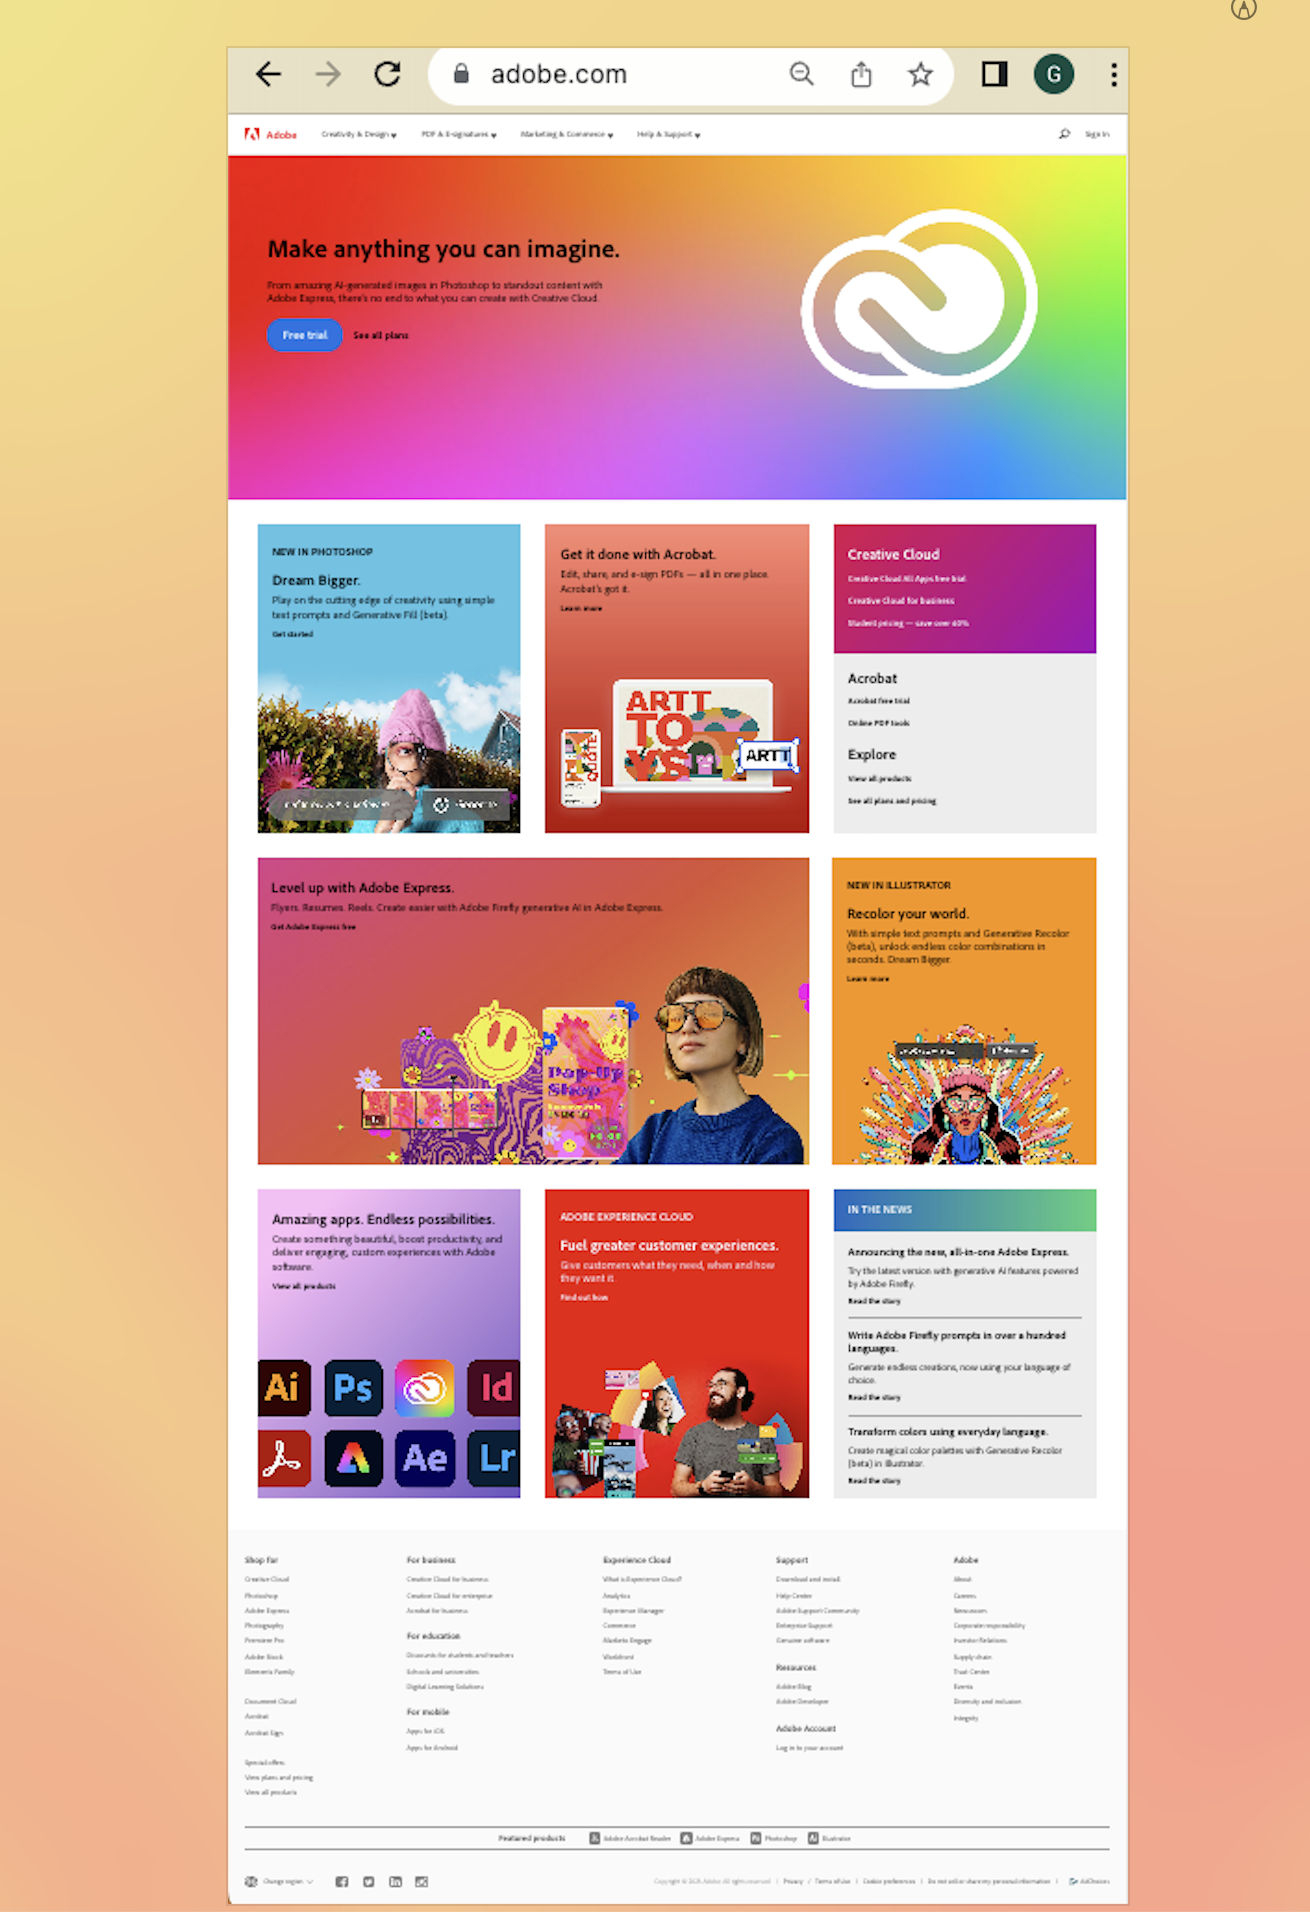 adobe.com
G
Adobe
Creativity & Design
PDF & E-signatures
Marketing & Commerce
Help & Support
Sign In
Make anything you can imagine.
From amazing AI-generated images in Photoshop to standout content with
Adobe Express, there's no end to what you can create with Creative Cloud.
Free trial
See all plans
NEW IN PHOTOSHOP
Dream Bigger.
Play on the cutting edge of creativity using simple
text prompts and Generative Fill (beta).
Get started
Generate
Get it done with Acrobat.
Edit, share, and e-sign PDFs — all in one place.
Acrobat's got it.
Learn more
ARTT
TO
YS
QUOTE
ARTT
Creative Cloud
Creative Cloud All Apps free trial
Creative Cloud for business
Student pricing — save over 60%
Acrobat
Acrobat free trial
Online PDF tools
Explore
View all products
See all plans and pricing
Level up with Adobe Express.
Flyers. Resumes. Reels. Create easier with Adobe Firefly generative AI in Adobe Express.
Get Adobe Express free
Pop-Up
Shop
NEW IN ILLUSTRATOR
Recolor your world.
With simple text prompts and Generative Recolor
(beta), unlock endless color combinations in
seconds. Dream Bigger.
Learn more
Amazing apps. Endless possibilities.
Create something beautiful, boost productivity, and
deliver engaging, custom experiences with Adobe
software.
View all products
Ai
Ps
Id
Ae
Lr
ADOBE EXPERIENCE CLOUD
Fuel greater customer experiences.
Give customers what they need, when and how
they want it.
Find out how
IN THE NEWS
Announcing the new, all-in-one Adobe Express.
Try the latest version with generative AI features powered
by Adobe Firefly.
Read the story
Write Adobe Firefly prompts in over a hundred
languages.
Generate endless creations, now using your language of
choice.
Read the story
Transform colors using everyday language.
Create magical color palettes with Generative Recolor
(beta) in Illustrator.
Read the story
Shop for
Creative Cloud
Photoshop
Adobe Express
Photography
Premiere Pro
Adobe Stock
Elements Family
Document Cloud
Acrobat
Acrobat Sign
Special offers
View plans and pricing
View all products
For business
Creative Cloud for business
Creative Cloud for enterprise
Acrobat for business
For education
Discounts for students and teachers
Schools and universities
Digital Learning Solutions
For mobile
Apps for iOS
Apps for Android
Experience Cloud
What is Experience Cloud?
Analytics
Experience Manager
Commerce
Marketo Engage
Workfront
Terms of Use
Support
Download and install
Help Center
Adobe Support Community
Enterprise Support
Genuine software
Resources
Adobe Blog
Adobe Developer
Adobe Account
Log in to your account
Adobe
About
Careers
Newsroom
Corporate responsibility
Investor Relations
Supply chain
Trust Center
Events
Diversity and inclusion
Integrity
Featured products
Adobe Acrobat Reader
Adobe Express
Photoshop
Illustrator
Change region
Copyright © 2023 Adobe. All rights reserved. | Privacy / Terms of Use | Cookie preferences | Do not sell or share my personal information | AdChoices